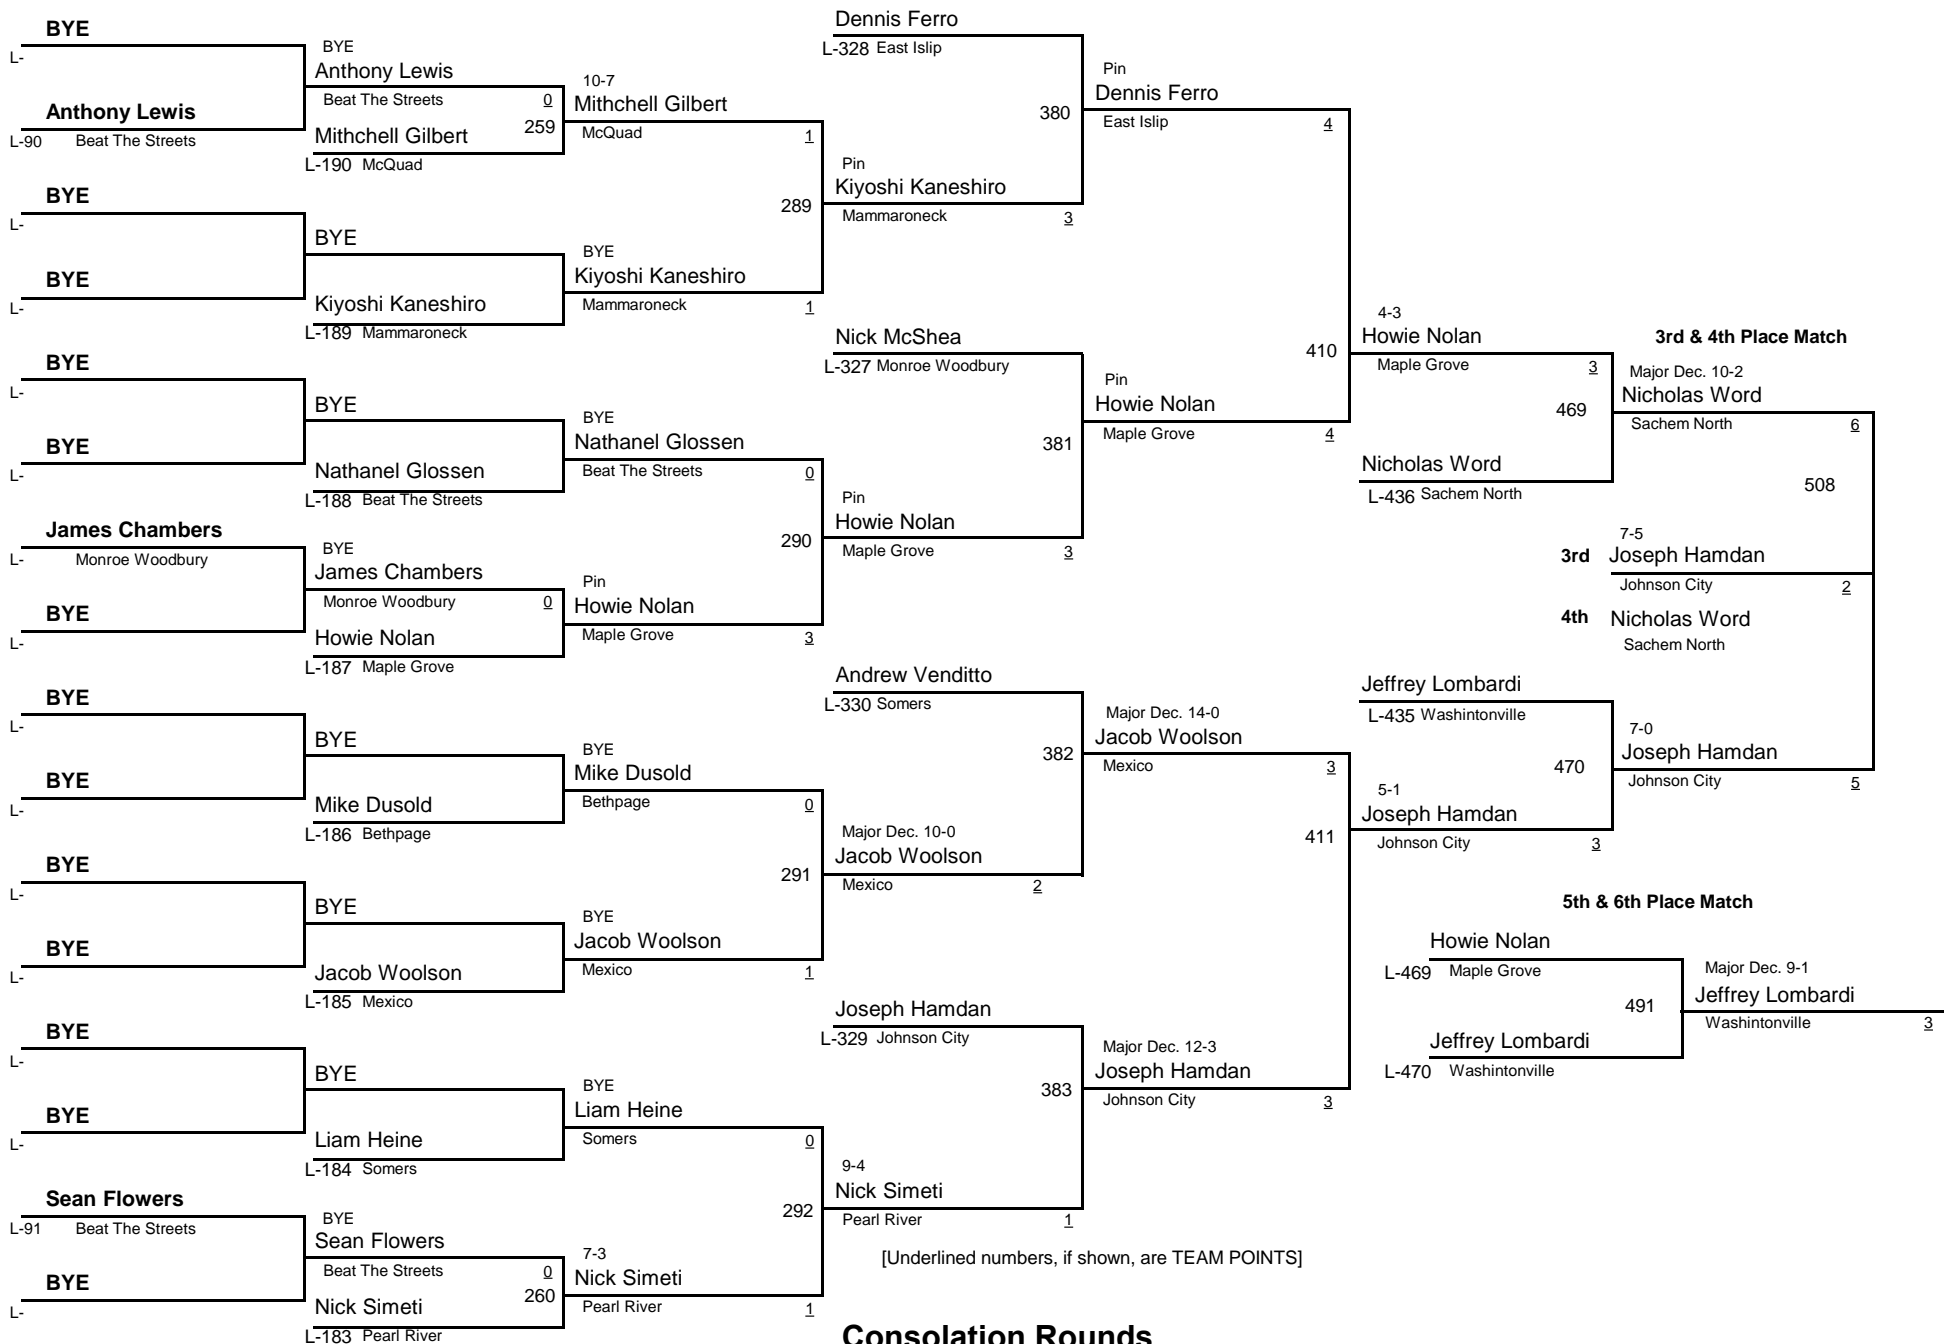 BYE
L-
Anthony Lewis
L-90 Beat The Streets
BYE
L-
BYE
L-
BYE
L-
BYE
L-
James Chambers
L- Monroe Woodbury
BYE
L-
BYE
L-
BYE
L-
BYE
L-
BYE
L-
BYE
L-
BYE
L-
Sean Flowers
L-91 Beat The Streets
BYE
L-
BYE
Anthony Lewis
Beat The Streets 0
259
Mithchell Gilbert
L-190 McQuad
BYE
Kiyoshi Kaneshiro
L-189 Mammaroneck
BYE
Nathanel Glossen
L-188 Beat The Streets
BYE
James Chambers
Monroe Woodbury 0
Howie Nolan
L-187 Maple Grove
BYE
Mike Dusold
L-186 Bethpage
BYE
Jacob Woolson
L-185 Mexico
BYE
Liam Heine
L-184 Somers
BYE
Sean Flowers
Beat The Streets 0
260
Nick Simeti
L-183 Pearl River
10-7
Mithchell Gilbert
McQuad 1
289
BYE
Kiyoshi Kaneshiro
Mammaroneck 1
BYE
Nathanel Glossen
Beat The Streets 0
290
Pin
Howie Nolan
Maple Grove 3
BYE
Mike Dusold
Bethpage 0
291
BYE
Jacob Woolson
Mexico 1
BYE
Liam Heine
Somers 0
292
7-3
Nick Simeti
Pearl River 1
Dennis Ferro
L-328 East Islip
380
Pin
Kiyoshi Kaneshiro
Mammaroneck 3
Nick McShea
L-327 Monroe Woodbury
381
Pin
Howie Nolan
Maple Grove 3
Andrew Venditto
L-330 Somers
382
Major Dec. 10-0
Jacob Woolson
Mexico 2
Joseph Hamdan
L-329 Johnson City
383
9-4
Nick Simeti
Pearl River 1
[Underlined numbers, if shown, are TEAM POINTS]
Consolation Rounds
Pin
Dennis Ferro
East Islip 4
410
Pin
Howie Nolan
Maple Grove 4
Major Dec. 14-0
Jacob Woolson
Mexico 3
411
Major Dec. 12-3
Joseph Hamdan
Johnson City 3
4-3
Howie Nolan
Maple Grove 3
469
Nicholas Word
L-436 Sachem North
Jeffrey Lombardi
L-435 Washintonville
470
5-1
Joseph Hamdan
Johnson City 3
3rd & 4th Place Match
Major Dec. 10-2
Nicholas Word
Sachem North 6
508
7-5
3rd Joseph Hamdan
Johnson City 2
4th Nicholas Word
Sachem North
7-0
Joseph Hamdan
Johnson City 5
5th & 6th Place Match
Howie Nolan
L-469 Maple Grove
491
Jeffrey Lombardi
L-470 Washintonville
Major Dec. 9-1
Jeffrey Lombardi
Washintonville 3